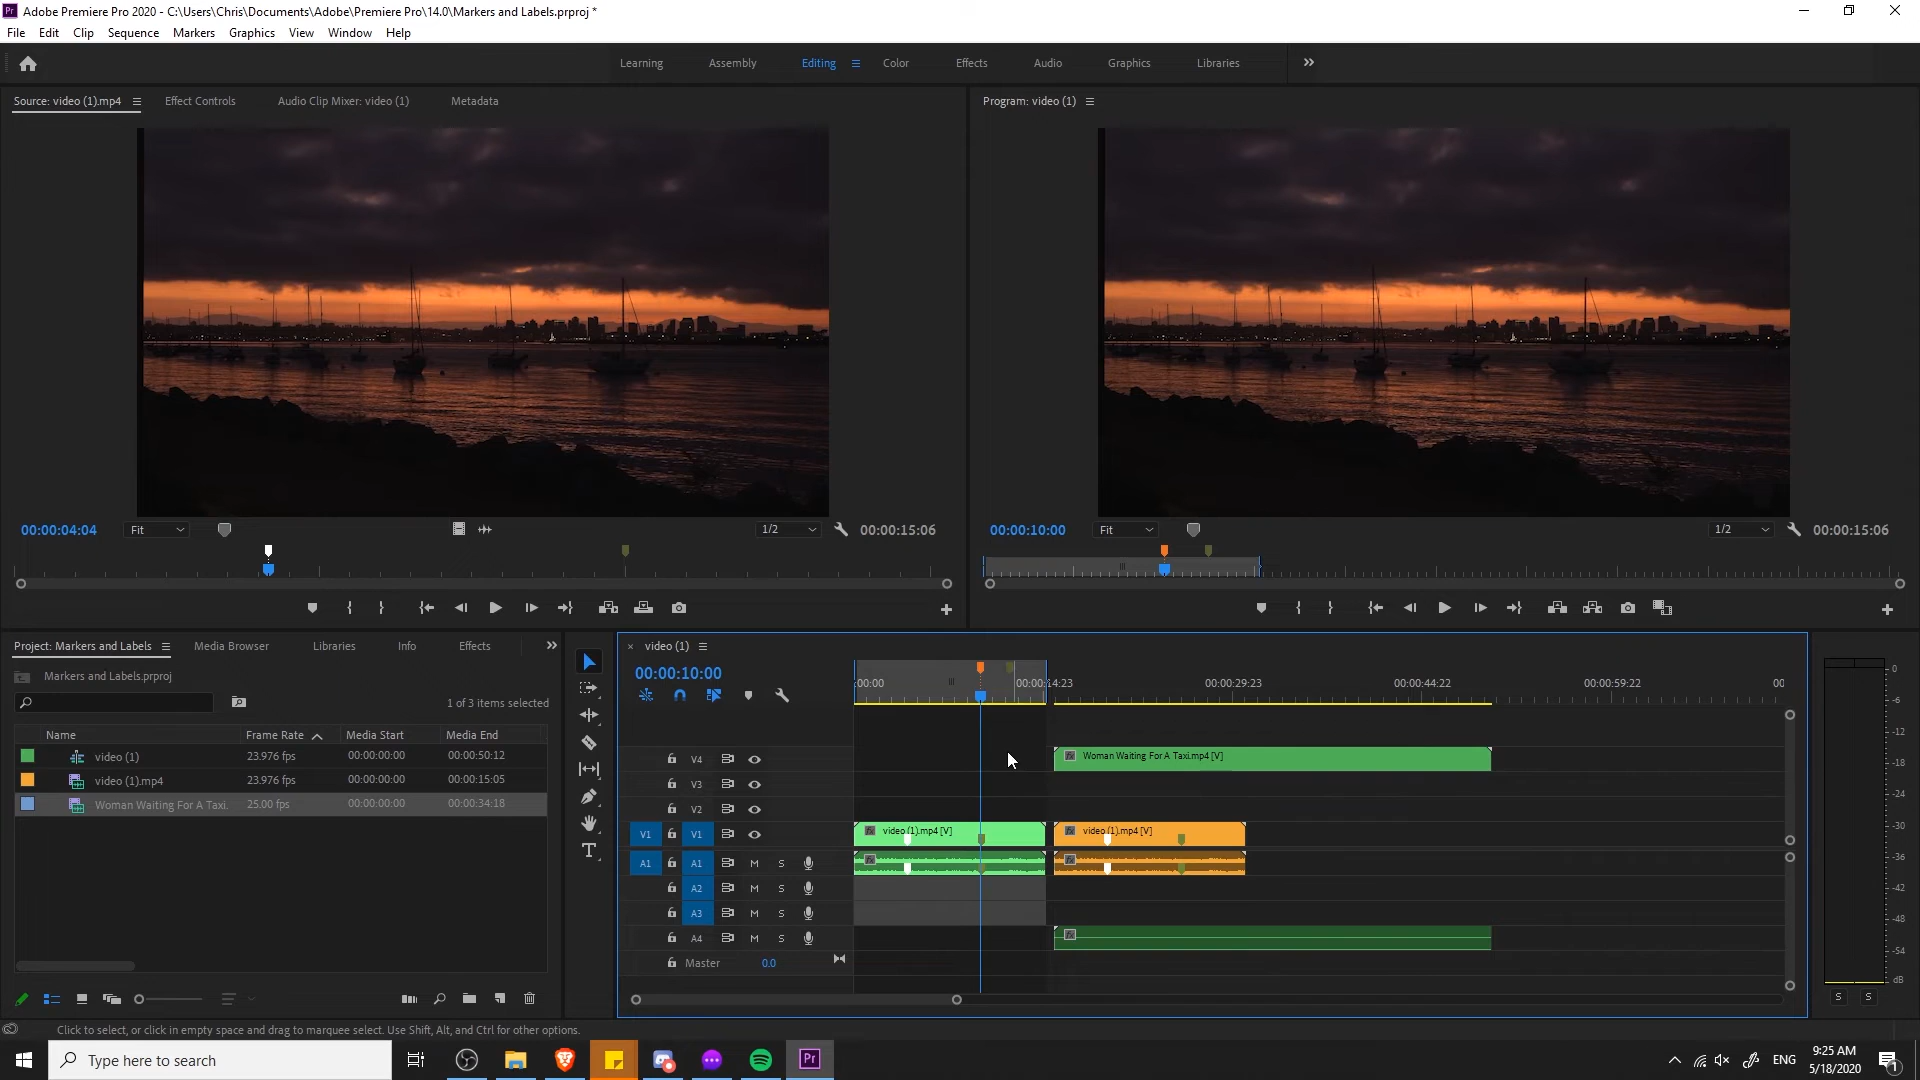 Pr Adobe Premiere Pro 2020 - C:\Users\Chris\Documents\Adobe\Premiere Pro\14.0\Markers and Labels.prproj *
File Edit Clip Sequence Markers Graphics View Window Help
Learning Assembly Editing Color Effects Audio Graphics Libraries
Source: video (1).mp4 Effect Controls Audio Clip Mixer: video (1) Metadata
Program: video (1)
00:00:04:04 Fit 1/2 00:00:15:06
00:00:10:00 Fit 1/2 00:00:15:06
Project: Markers and Labels Media Browser Libraries Info Effects
Markers and Labels.prproj
1 of 3 items selected
Name Frame Rate Media Start Media End
video (1) 23.976 fps 00:00:00:00 00:00:50:12
video (1).mp4 23.976 fps 00:00:00:00 00:00:15:05
Woman Waiting For A Taxi. 25.00 fps 00:00:00:00 00:00:34:18
video (1)
00:00:10:00
:00:00 00:00:14:23 00:00:29:23 00:00:44:22 00:00:59:22 00
V4 Woman Waiting For A Taxi.mp4 [V]
V3
V2
V1 V1 video (1).mp4 [V] video (1).mp4 [V]
A1 A1 M S
A2 M S
A3 M S
A4 M S
Master 0.0
0
-6
-12
-18
-24
-30
-36
-42
-48
-54
dB
S S
Click to select, or click in empty space and drag to marquee select. Use Shift, Alt, and Ctrl for other options.
Type here to search
Pr
ENG
9:25 AM
5/18/2020
1